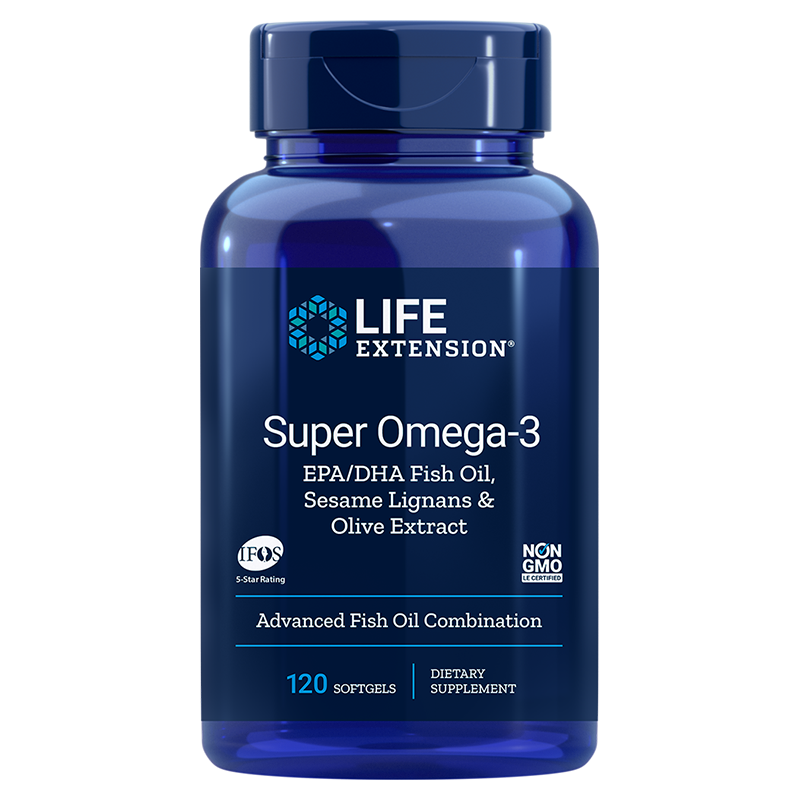 LIFE
EXTENSION®
Super Omega-3
EPA/DHA Fish Oil,
Sesame Lignans &
Olive Extract
IFOS
5-Star Rating
NON
GMO
LE CERTIFIED
Advanced Fish Oil Combination
120 SOFTGELS
DIETARY
SUPPLEMENT